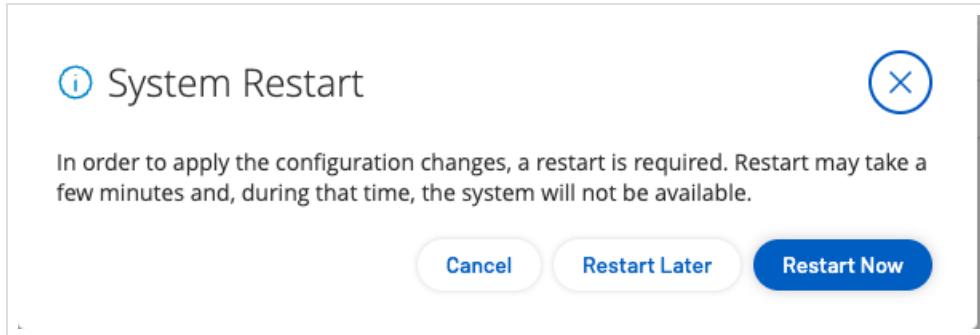 System Restart
In order to apply the configuration changes, a restart is required. Restart may take a
few minutes and, during that time, the system will not be available.
Cancel
Restart Later
Restart Now